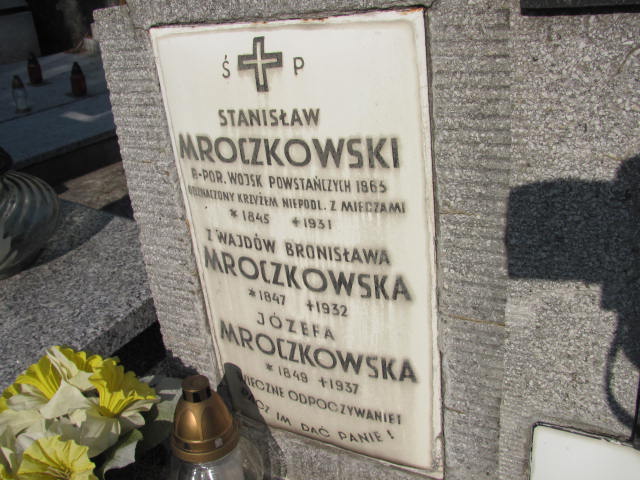 Ś P
STANISŁAW
MROCZKOWSKI
B-POR. WOJSK POWSTAŃCZYCH 1863
ODZNACZONY KRZYŻEM NIEPODL. Z MIECZAMI
*1845 +1931
Z WAJDÓW BRONISŁAWA
MROCZKOWSKA
*1847 +1932
JÓZEFA
MROCZKOWSKA
*1849 +1937
WIECZNE ODPOCZYWANIE
RACZ IM DAĆ PANIE!